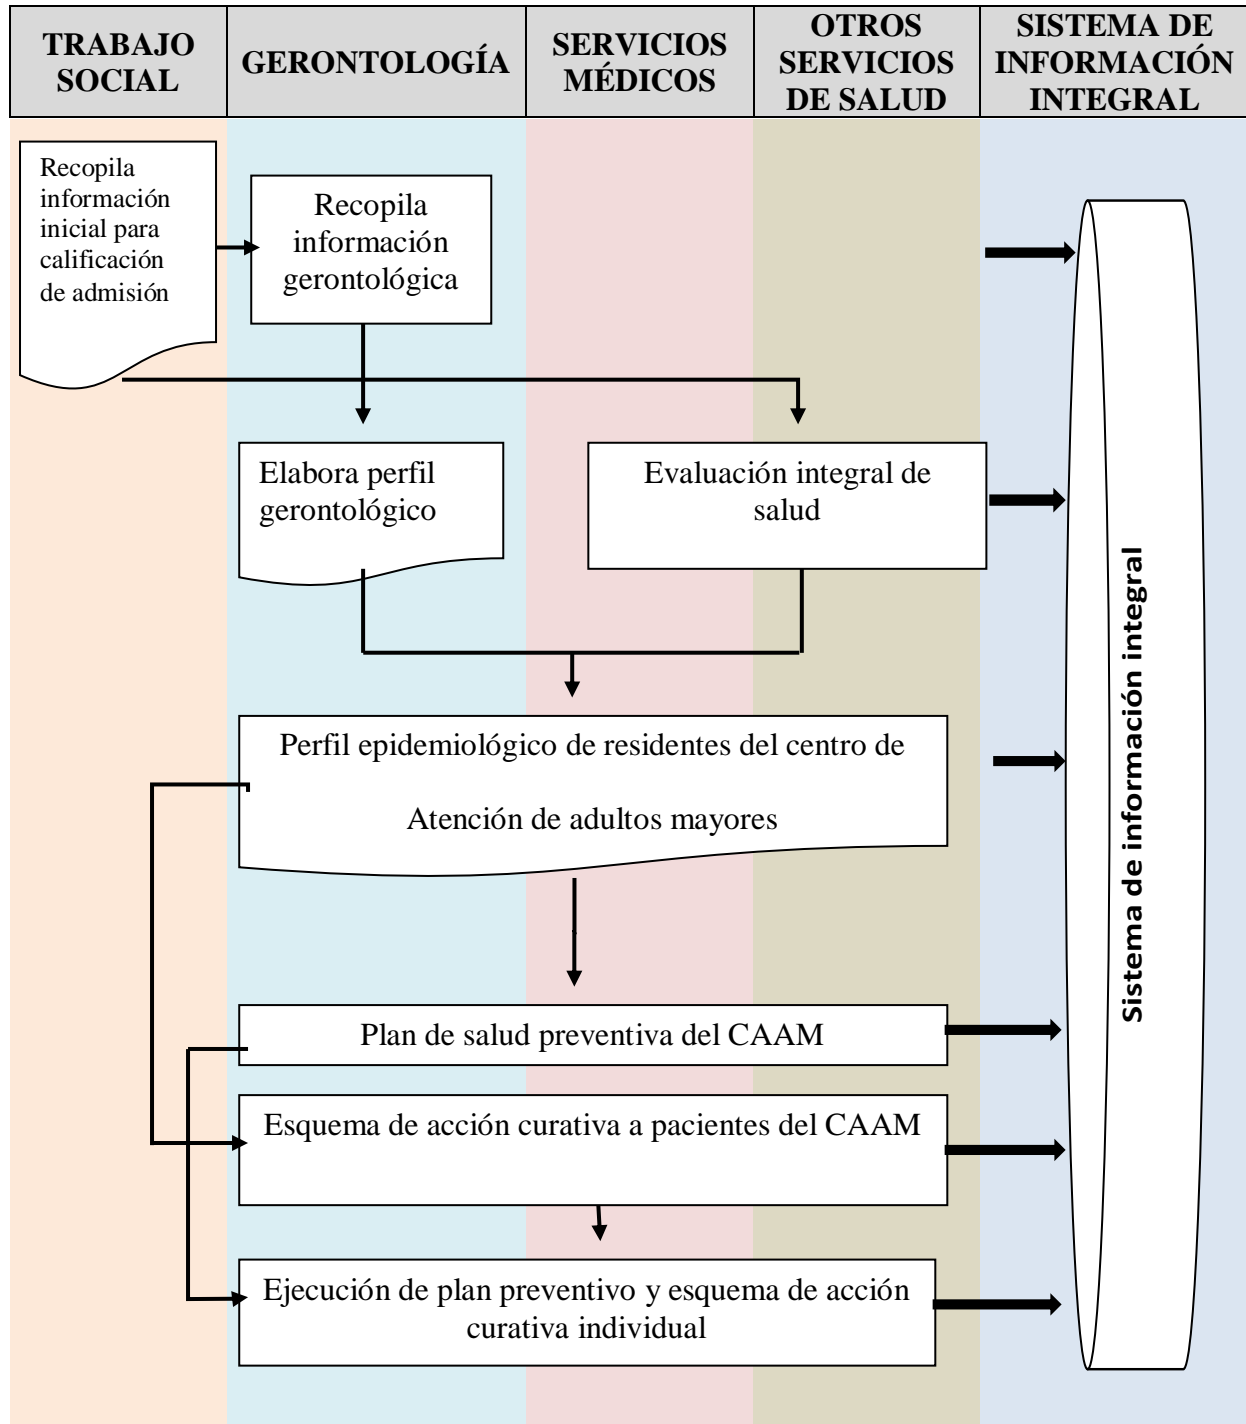 TRABAJO
SOCIAL
GERONTOLOGÍA
SERVICIOS
MÉDICOS
OTROS
SERVICIOS
DE SALUD
SISTEMA DE
INFORMACIÓN
INTEGRAL
Recopila
información
inicial para
calificación
de admisión
Recopila
información
gerontológica
Elabora perfil
gerontológico
Evaluación integral de
salud
Perfil epidemiológico de residentes del centro de
Atención de adultos mayores
Plan de salud preventiva del CAAM
Esquema de acción curativa a pacientes del CAAM
Ejecución de plan preventivo y esquema de acción
curativa individual
Sistema de información integral